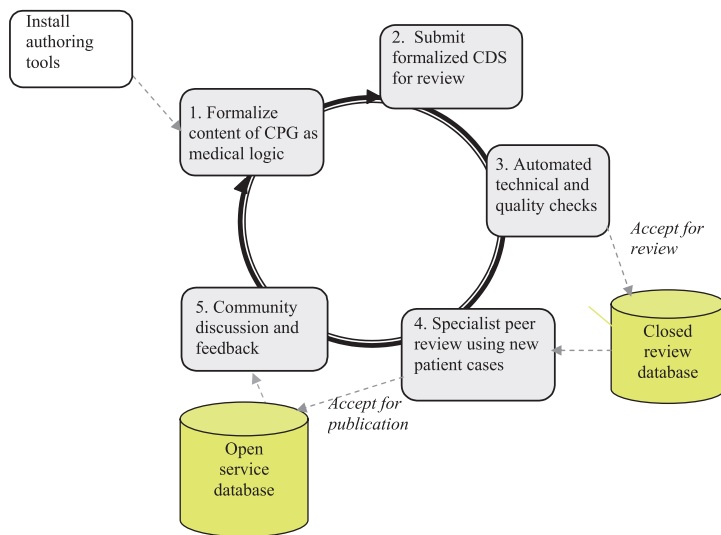 Install
authoring
tools
2.  Submit
formalized CDS
for review
1. Formalize
content of CPG as
medical logic
3. Automated
technical and
quality checks
Accept for
review
5. Community
discussion and
feedback
4. Specialist peer
review using new
patient cases
Closed
review
database
Accept for
publication
Open
service
database